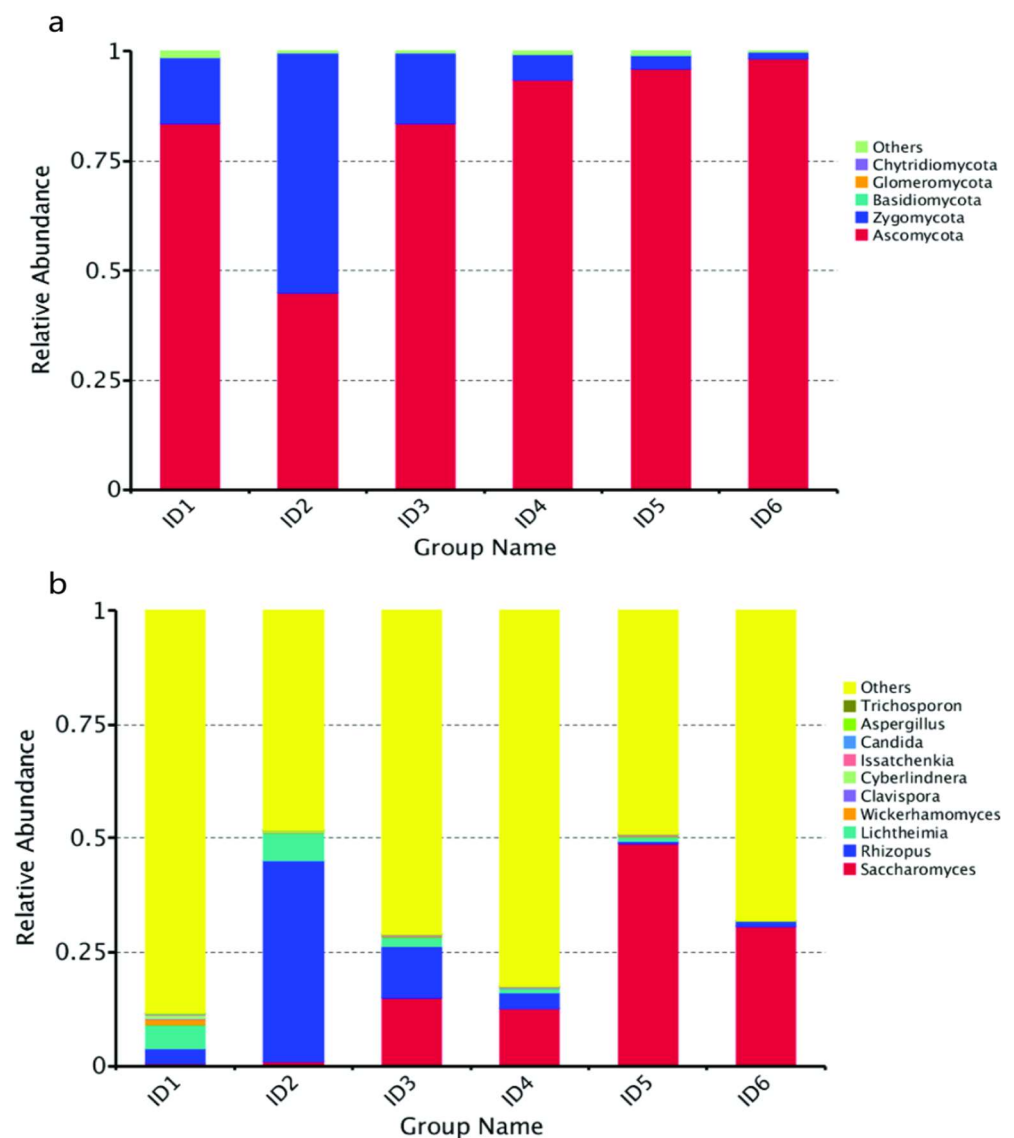 a
1
0.75
0.5
0.25
0
Relative Abundance
ID1
ID2
ID3
ID4
ID5
ID6
Group Name
Others
Chytridiomycota
Glomeromycota
Basidiomycota
Zygomycota
Ascomycota
b
1
0.75
0.5
0.25
0
Relative Abundance
ID1
ID2
ID3
ID4
ID5
ID6
Group Name
Others
Trichosporon
Aspergillus
Candida
Issatchenkia
Cyberlindnera
Clavispora
Wickerhamomyces
Lichtheimia
Rhizopus
Saccharomyces